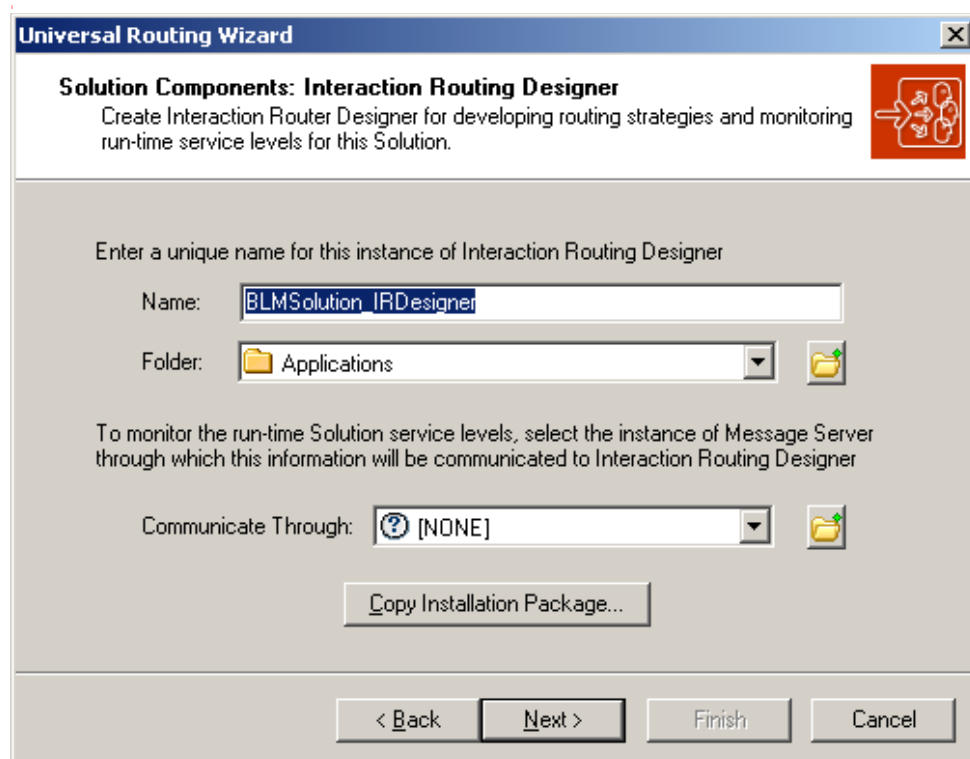 Universal Routing Wizard
Solution Components: Interaction Routing Designer
Create Interaction Router Designer for developing routing strategies and monitoring
run-time service levels for this Solution.
Enter a unique name for this instance of Interaction Routing Designer
Name: BLMSolution_IRDesigner
Folder: Applications
To monitor the run-time Solution service levels, select the instance of Message Server
through which this information will be communicated to Interaction Routing Designer
Communicate Through: [NONE]
Copy Installation Package...
< Back Next > Finish Cancel